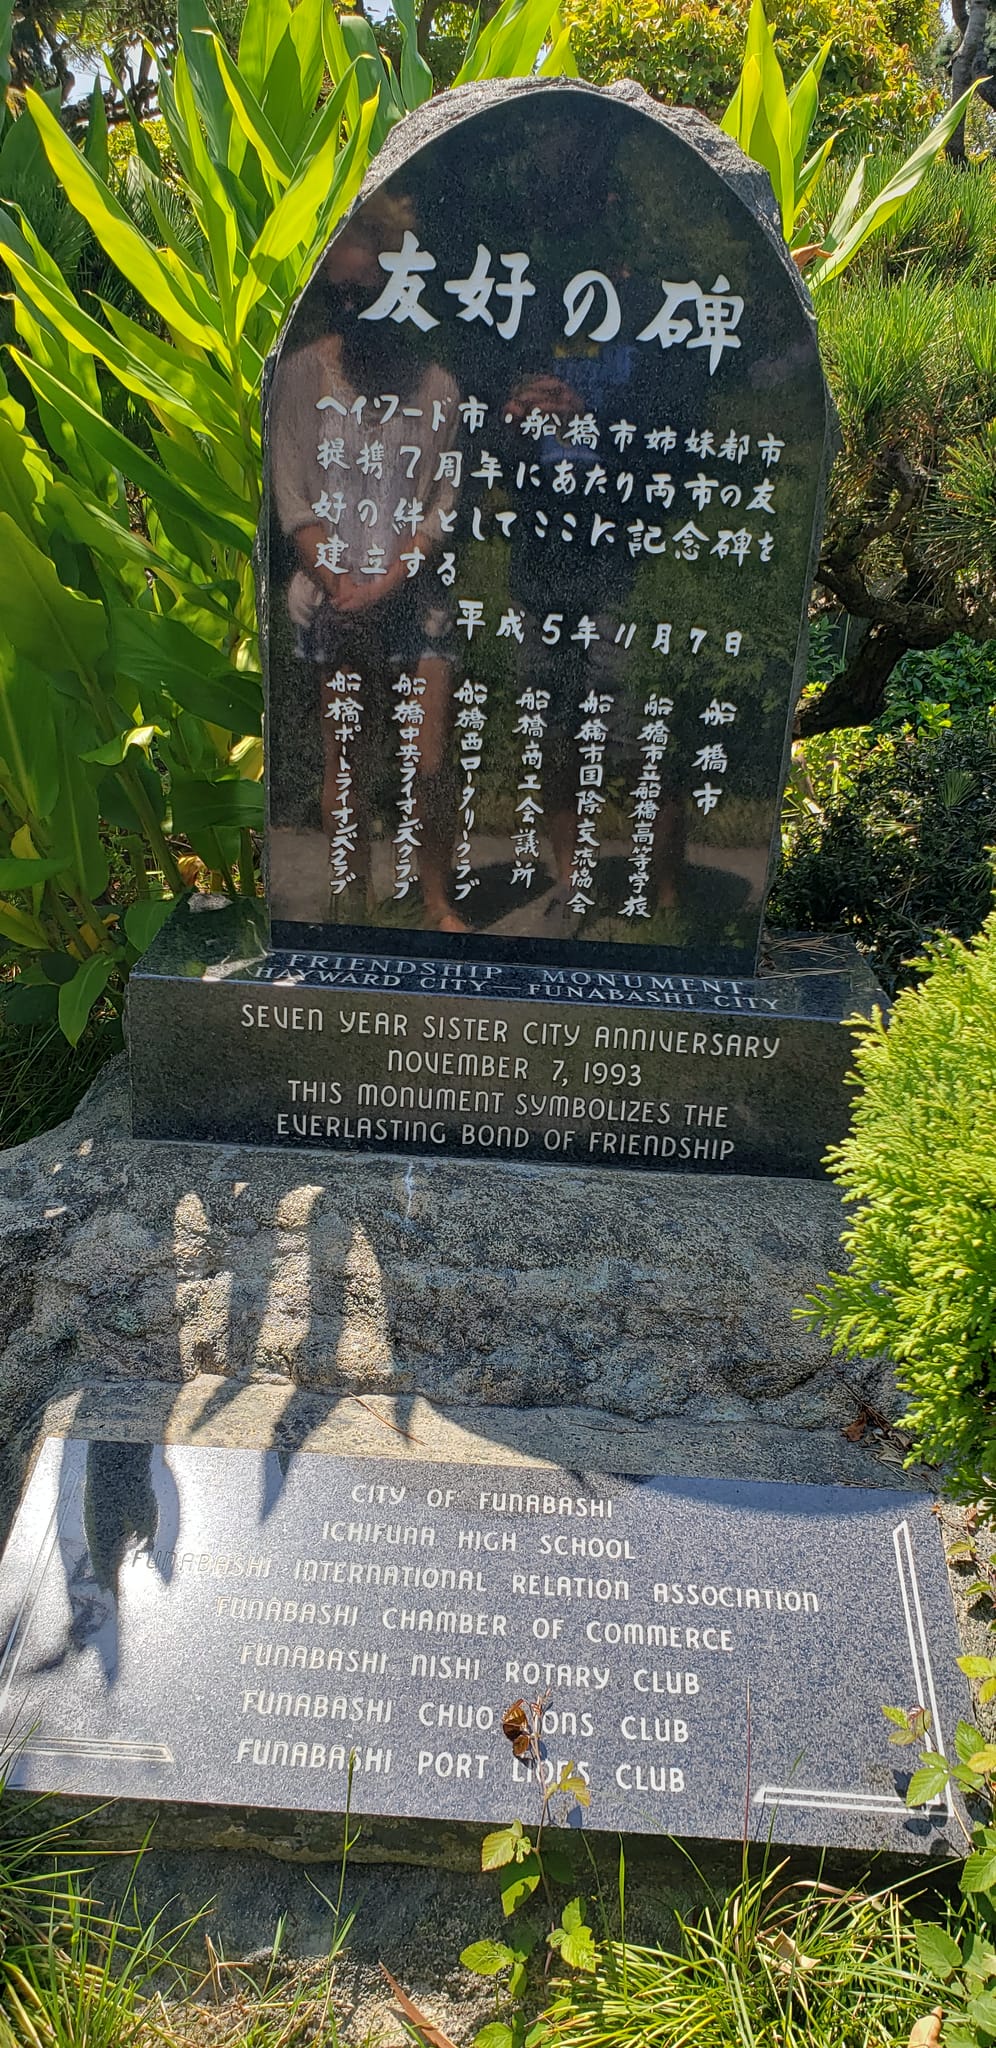 友好の碑
ヘイワード市・船橋市姉妹都市
提携7周年にあたり両市の友
好の絆としてここに記念碑を
建立する
平成5年11月7日
船橋市
船橋市立船橋高等学校
船橋市国際交流協会
船橋商工会議所
船橋西ロータリークラブ
船橋中央ライオンズクラブ
船橋ポートライオンズクラブ
FRIENDSHIP MONUMENT
HAYWARD CITY—FUNABASHI CITY
SEVEN YEAR SISTER CITY ANNIVERSARY
NOVEMBER 7, 1993
THIS MONUMENT SYMBOLIZES THE
EVERLASTING BOND OF FRIENDSHIP
CITY OF FUNABASHI
ICHIFUNA HIGH SCHOOL
FUNABASHI INTERNATIONAL RELATION ASSOCIATION
FUNABASHI CHAMBER OF COMMERCE
FUNABASHI NISHI ROTARY CLUB
FUNABASHI CHUO LIONS CLUB
FUNABASHI PORT LIONS CLUB